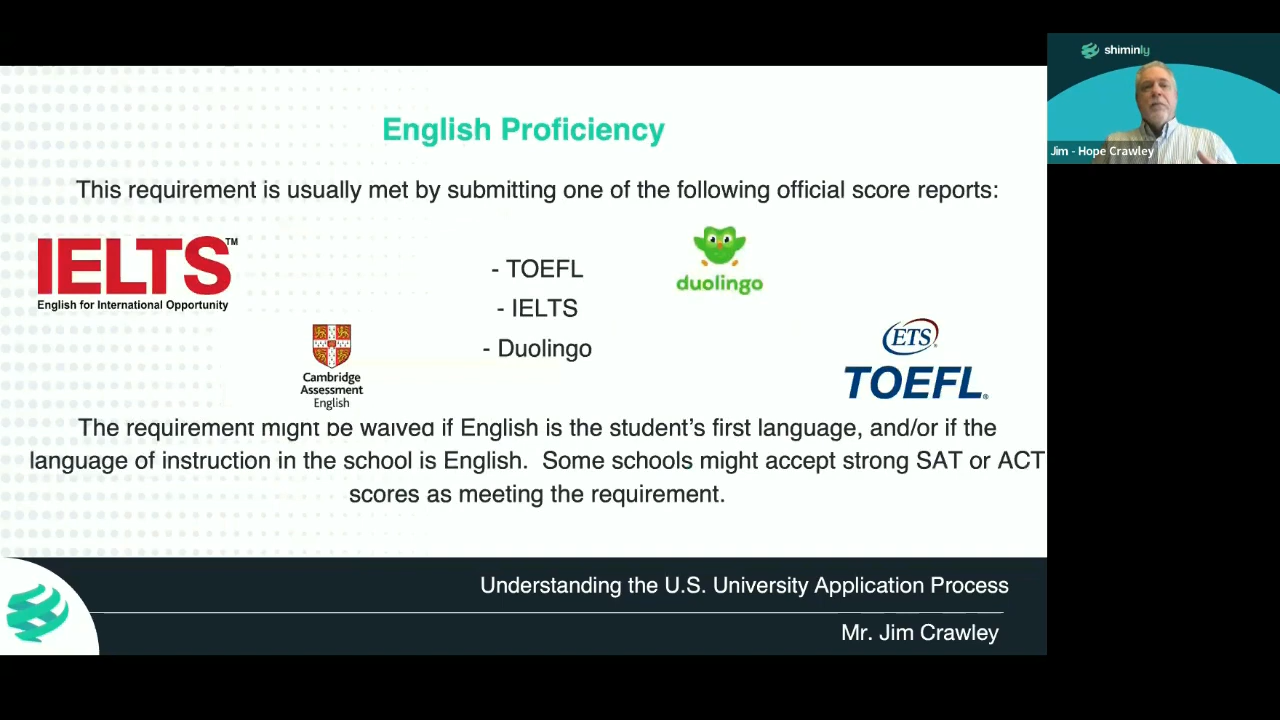 shiminly
Jim - Hope Crawley
English Proficiency
This requirement is usually met by submitting one of the following official score reports:
IELTS™
English for International Opportunity
- TOEFL
- IELTS
- Duolingo
duolingo
Cambridge
Assessment
English
ETS®
TOEFL®
The requirement might be waived if English is the student’s first language, and/or if the
language of instruction in the school is English. Some schools might accept strong SAT or ACT
scores as meeting the requirement.
Understanding the U.S. University Application Process
Mr. Jim Crawley